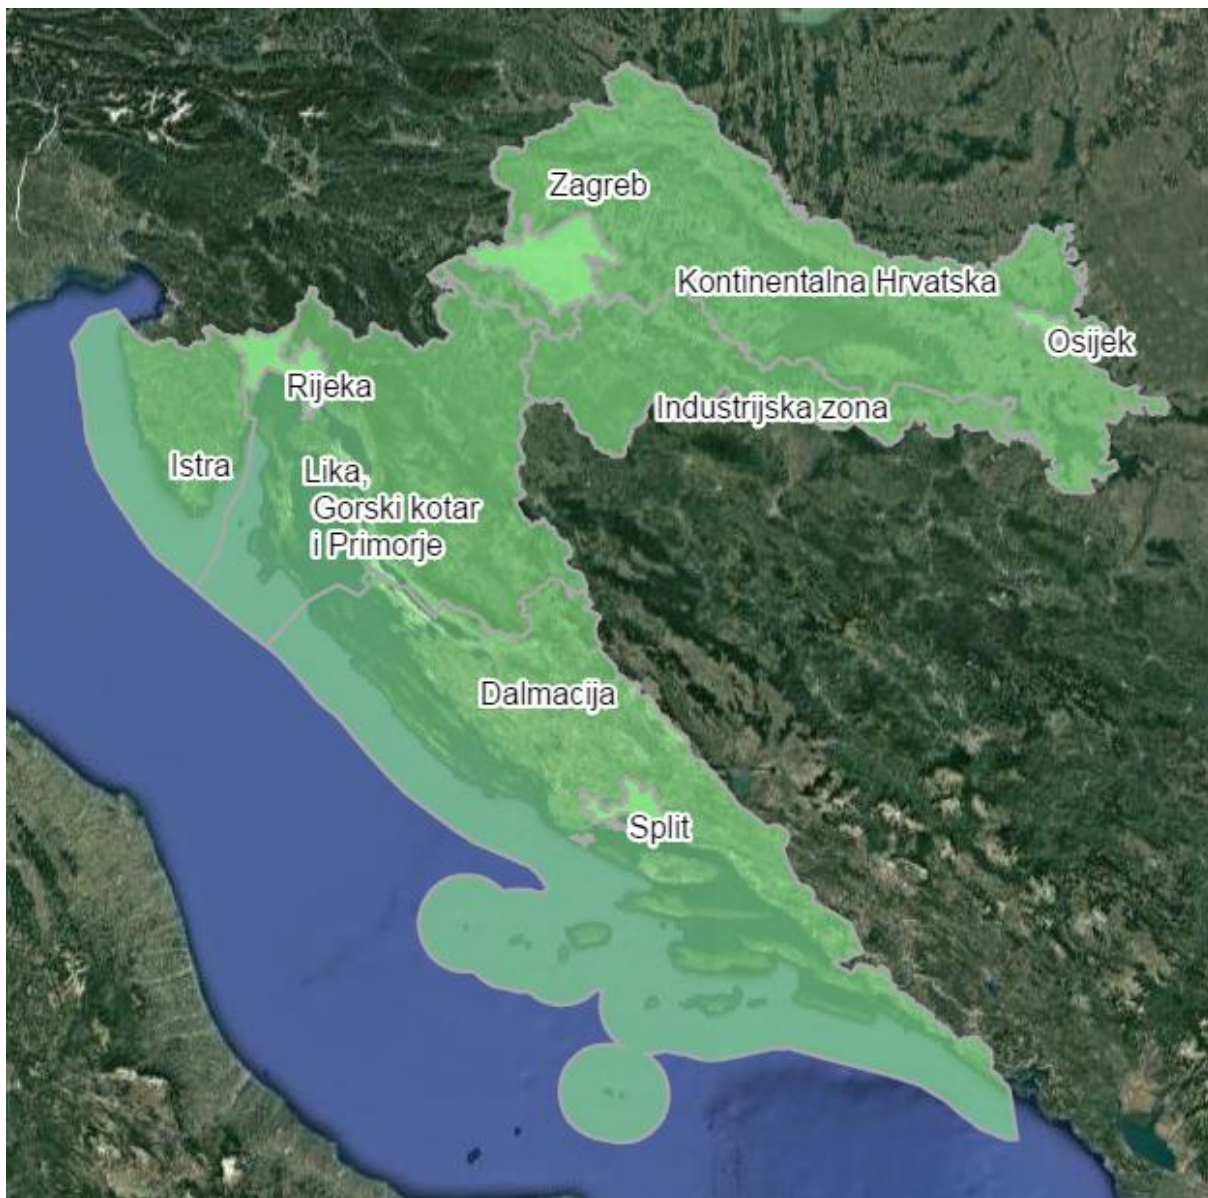 Zagreb
Kontinentalna Hrvatska
Osijek
Rijeka
Industrijska zona
Istra
Lika,
Gorski kotar
i Primorje
Dalmacija
Split